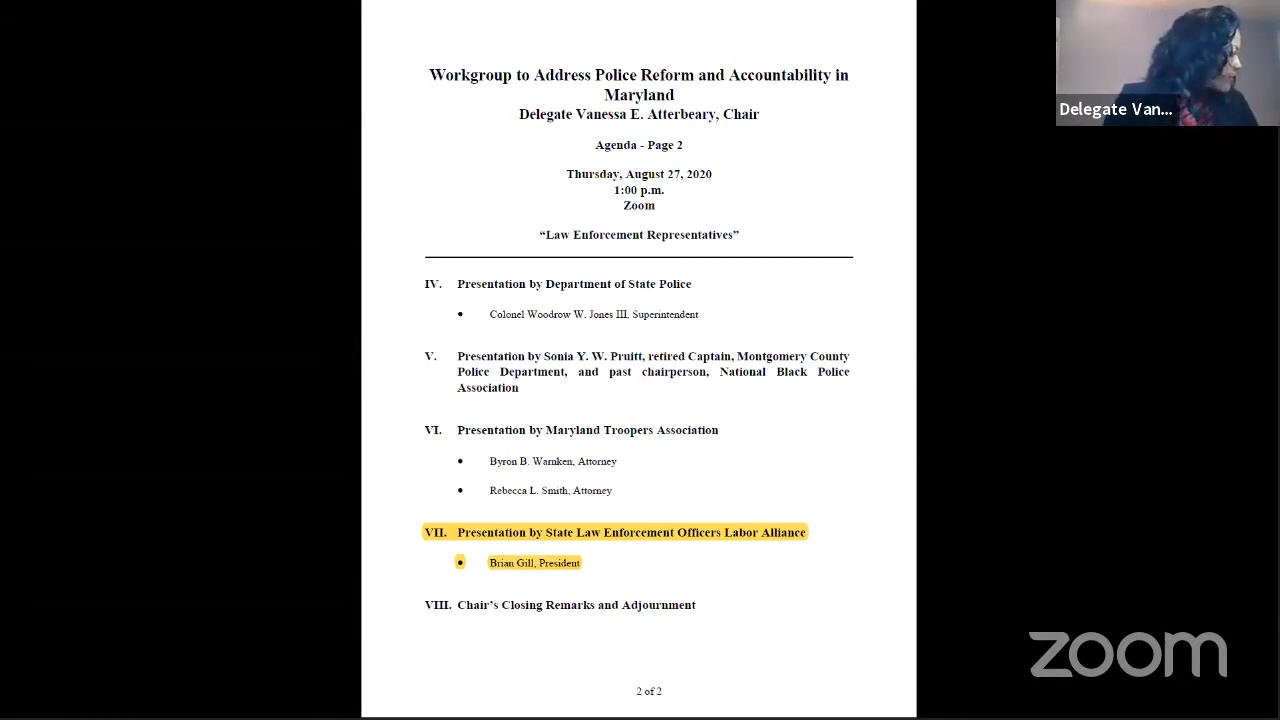 Workgroup to Address Police Reform and Accountability in
Maryland
Delegate Vanessa E. Atterbeary, Chair
Agenda - Page 2
Thursday, August 27, 2020
1:00 p.m.
Zoom
“Law Enforcement Representatives”
IV. Presentation by Department of State Police
• Colonel Woodrow W. Jones III, Superintendent
V. Presentation by Sonia Y. W. Pruitt, retired Captain, Montgomery County
Police Department, and past chairperson, National Black Police
Association
VI. Presentation by Maryland Troopers Association
• Byron B. Warnken, Attorney
• Rebecca L. Smith, Attorney
VII. Presentation by State Law Enforcement Officers Labor Alliance
• Brian Gill, President
VIII. Chair’s Closing Remarks and Adjournment
2 of 2
Delegate Van...
zoom